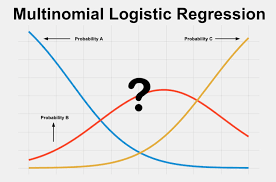 Multinomial Logistic Regression
Probability A
Probability C
?
Probability B